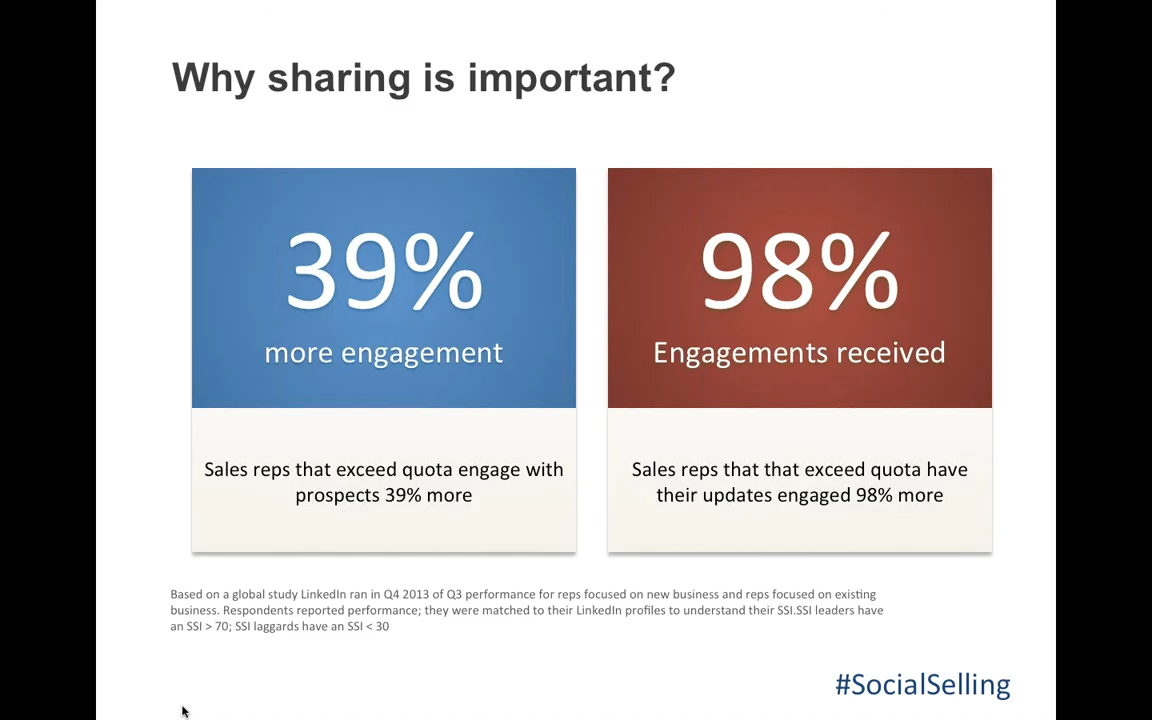 Why sharing is important?
39%
more engagement
Sales reps that exceed quota engage with
prospects 39% more
98%
Engagements received
Sales reps that that exceed quota have
their updates engaged 98% more
Based on a global study LinkedIn ran in Q4 2013 of Q3 performance for reps focused on new business and reps focused on existing
business. Respondents reported performance; they were matched to their LinkedIn profiles to understand their SSI.SSI leaders have
an SSI > 70; SSI laggards have an SSI < 30
#SocialSelling